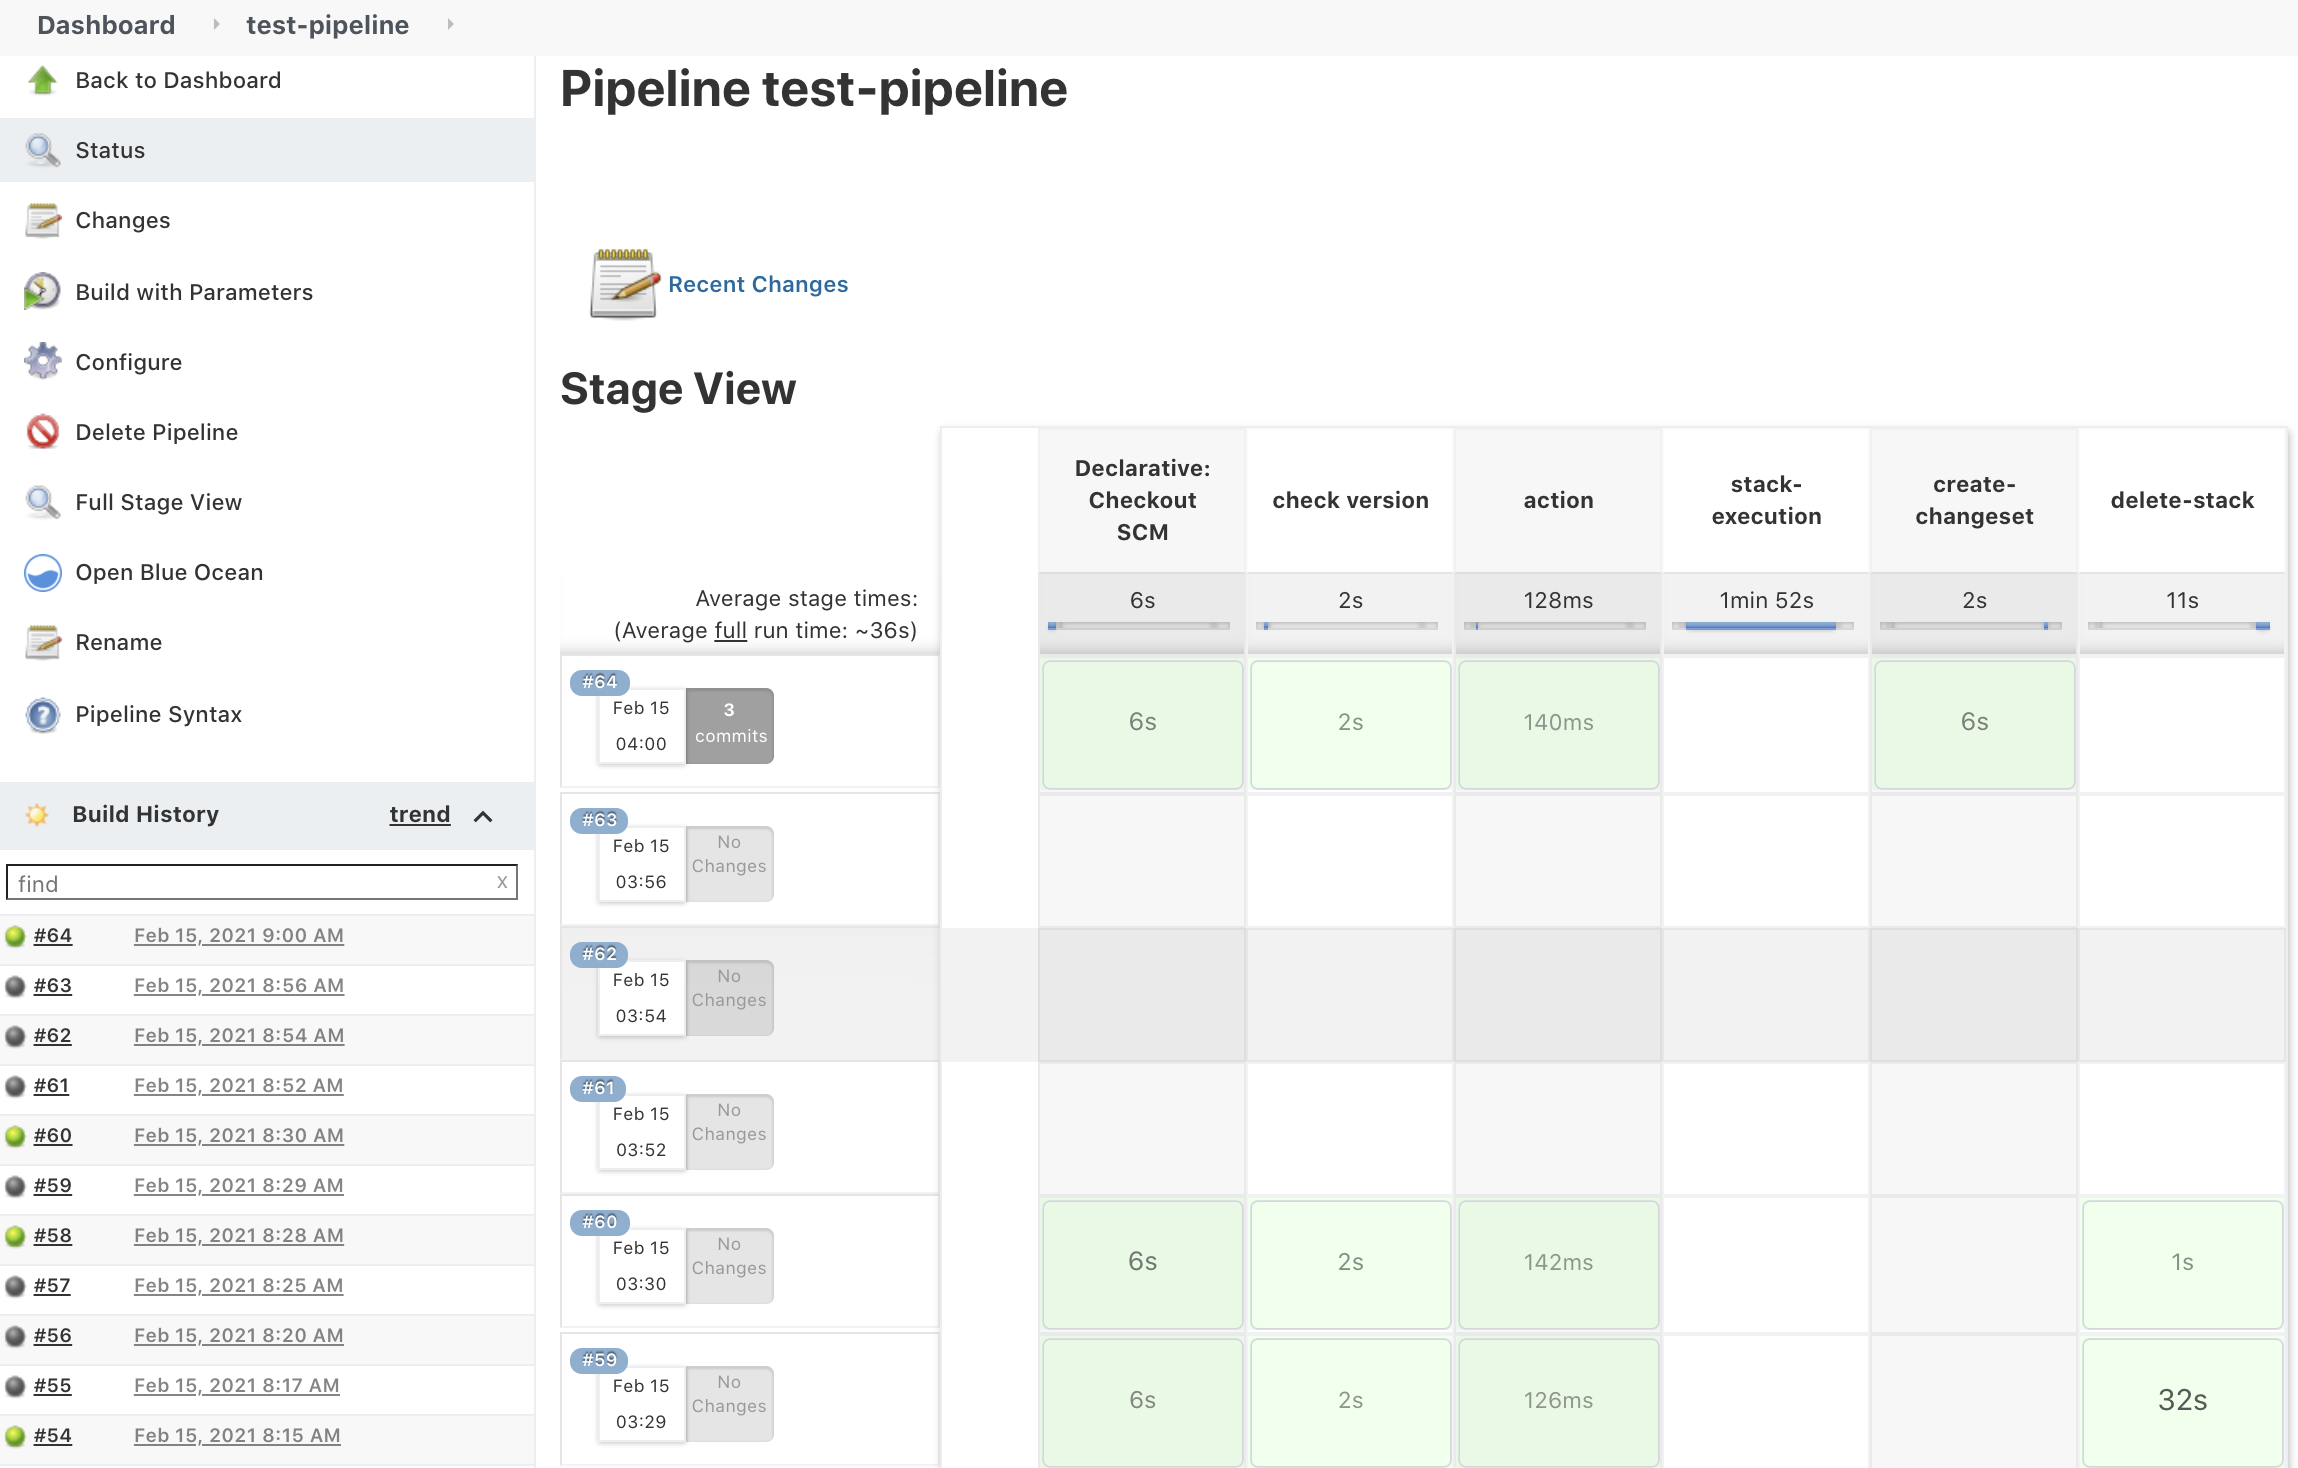 Dashboard
test-pipeline
Back to Dashboard
Status
Changes
Build with Parameters
Configure
Delete Pipeline
Full Stage View
Open Blue Ocean
Rename
Pipeline Syntax
Build History
trend
find
x
#64 Feb 15, 2021 9:00 AM
#63 Feb 15, 2021 8:56 AM
#62 Feb 15, 2021 8:54 AM
#61 Feb 15, 2021 8:52 AM
#60 Feb 15, 2021 8:30 AM
#59 Feb 15, 2021 8:29 AM
#58 Feb 15, 2021 8:28 AM
#57 Feb 15, 2021 8:25 AM
#56 Feb 15, 2021 8:20 AM
#55 Feb 15, 2021 8:17 AM
#54 Feb 15, 2021 8:15 AM
Pipeline test-pipeline
Recent Changes
Stage View
Declarative:
Checkout
SCM
check version
action
stack-
execution
create-
changeset
delete-stack
Average stage times:
(Average full run time: ~36s)
6s
2s
128ms
1min 52s
2s
11s
#64
Feb 15
04:00
3
commits
6s
2s
140ms
6s
#63
Feb 15
03:56
No
Changes
#62
Feb 15
03:54
No
Changes
#61
Feb 15
03:52
No
Changes
#60
Feb 15
03:30
No
Changes
6s
2s
142ms
1s
#59
Feb 15
03:29
No
Changes
6s
2s
126ms
32s